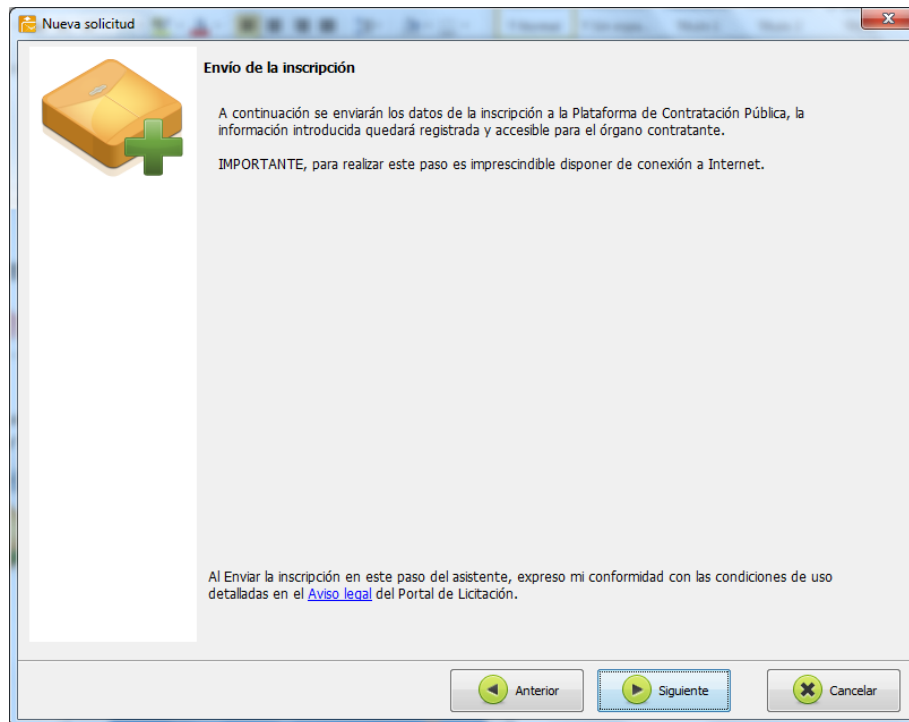 Nueva solicitud
Envío de la inscripción
A continuación se enviarán los datos de la inscripción a la Plataforma de Contratación Pública, la
información introducida quedará registrada y accesible para el órgano contratante.
IMPORTANTE, para realizar este paso es imprescindible disponer de conexión a Internet.
Al Enviar la inscripción en este paso del asistente, expreso mi conformidad con las condiciones de uso
detalladas en el Aviso legal del Portal de Licitación.
Anterior Siguiente Cancelar